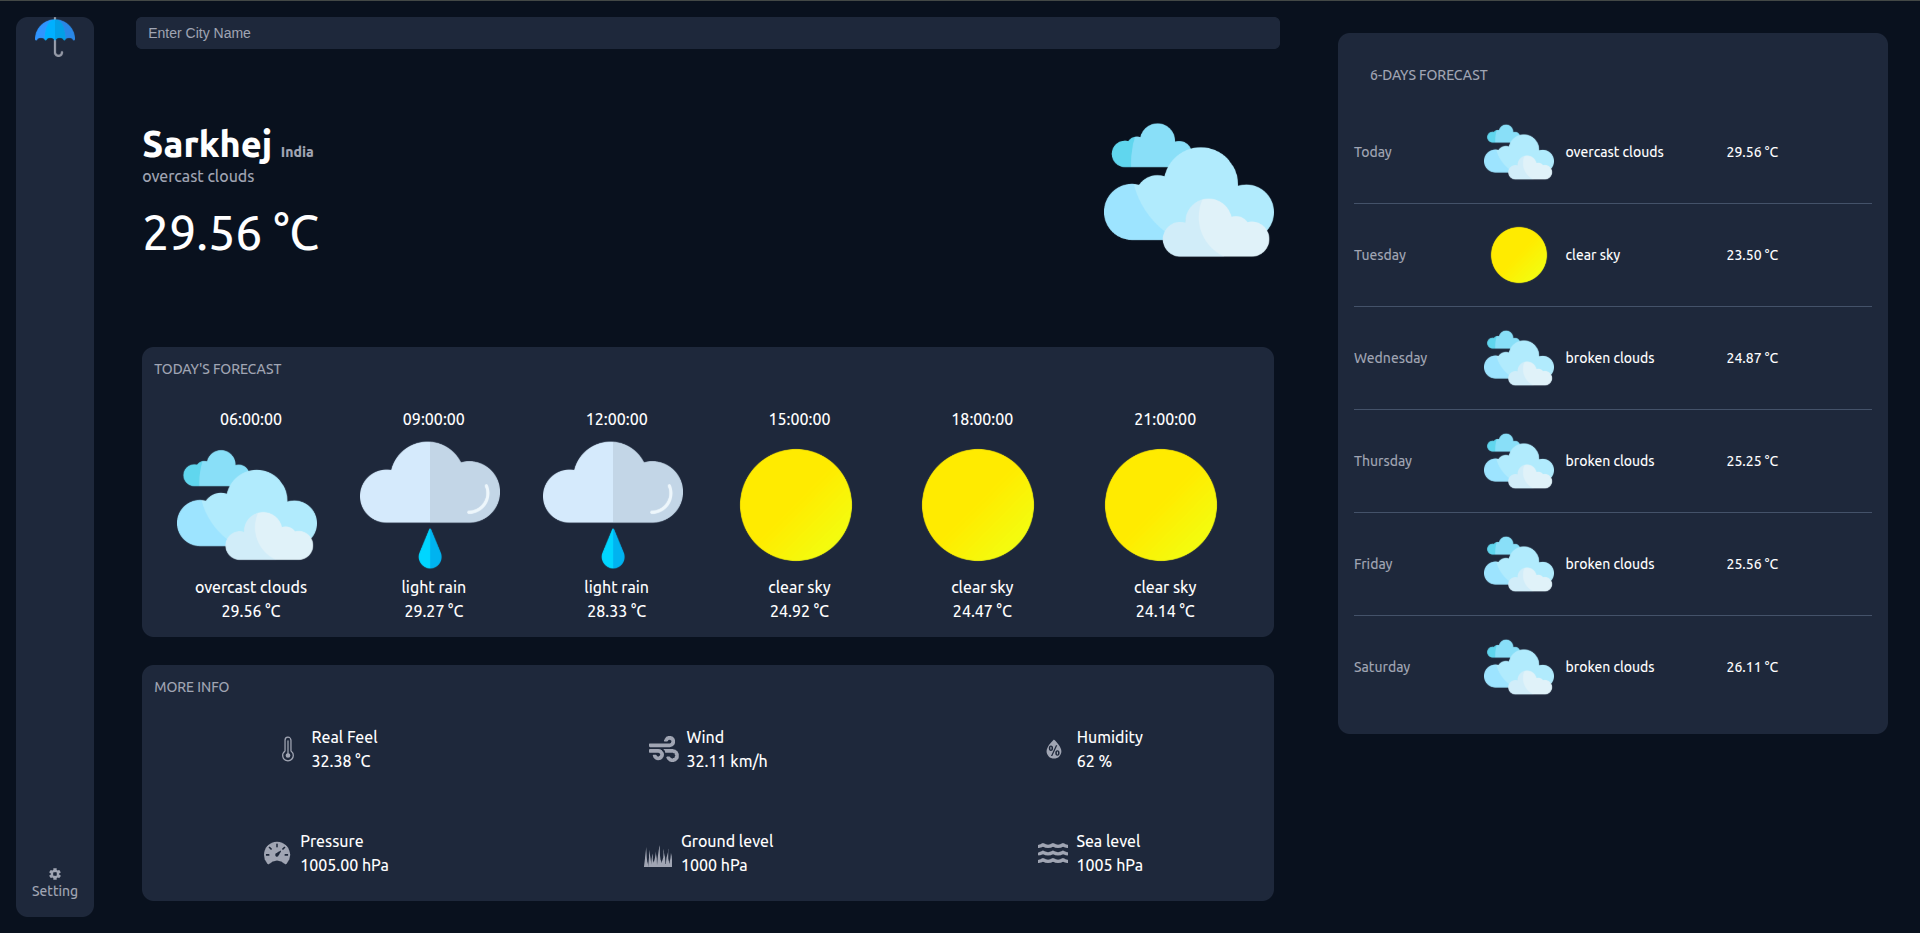 Enter City Name
Sarkhej India
overcast clouds
29.56 °C
TODAY'S FORECAST
06:00:00
overcast clouds
29.56 °C
09:00:00
light rain
29.27 °C
12:00:00
light rain
28.33 °C
15:00:00
clear sky
24.92 °C
18:00:00
clear sky
24.47 °C
21:00:00
clear sky
24.14 °C
MORE INFO
Real Feel
32.38 °C
Wind
32.11 km/h
Humidity
62 %
Pressure
1005.00 hPa
Ground level
1000 hPa
Sea level
1005 hPa
Setting
6-DAYS FORECAST
Today overcast clouds 29.56 °C
Tuesday clear sky 23.50 °C
Wednesday broken clouds 24.87 °C
Thursday broken clouds 25.25 °C
Friday broken clouds 25.56 °C
Saturday broken clouds 26.11 °C